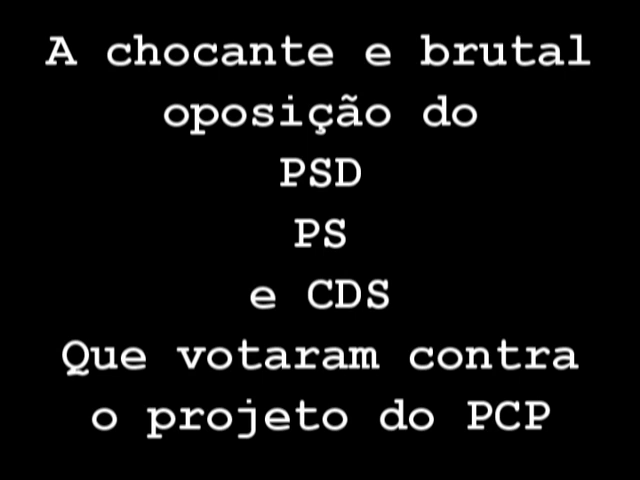 A chocante e brutal
oposição do
PSD
PS
e CDS
Que votaram contra
o projeto do PCP